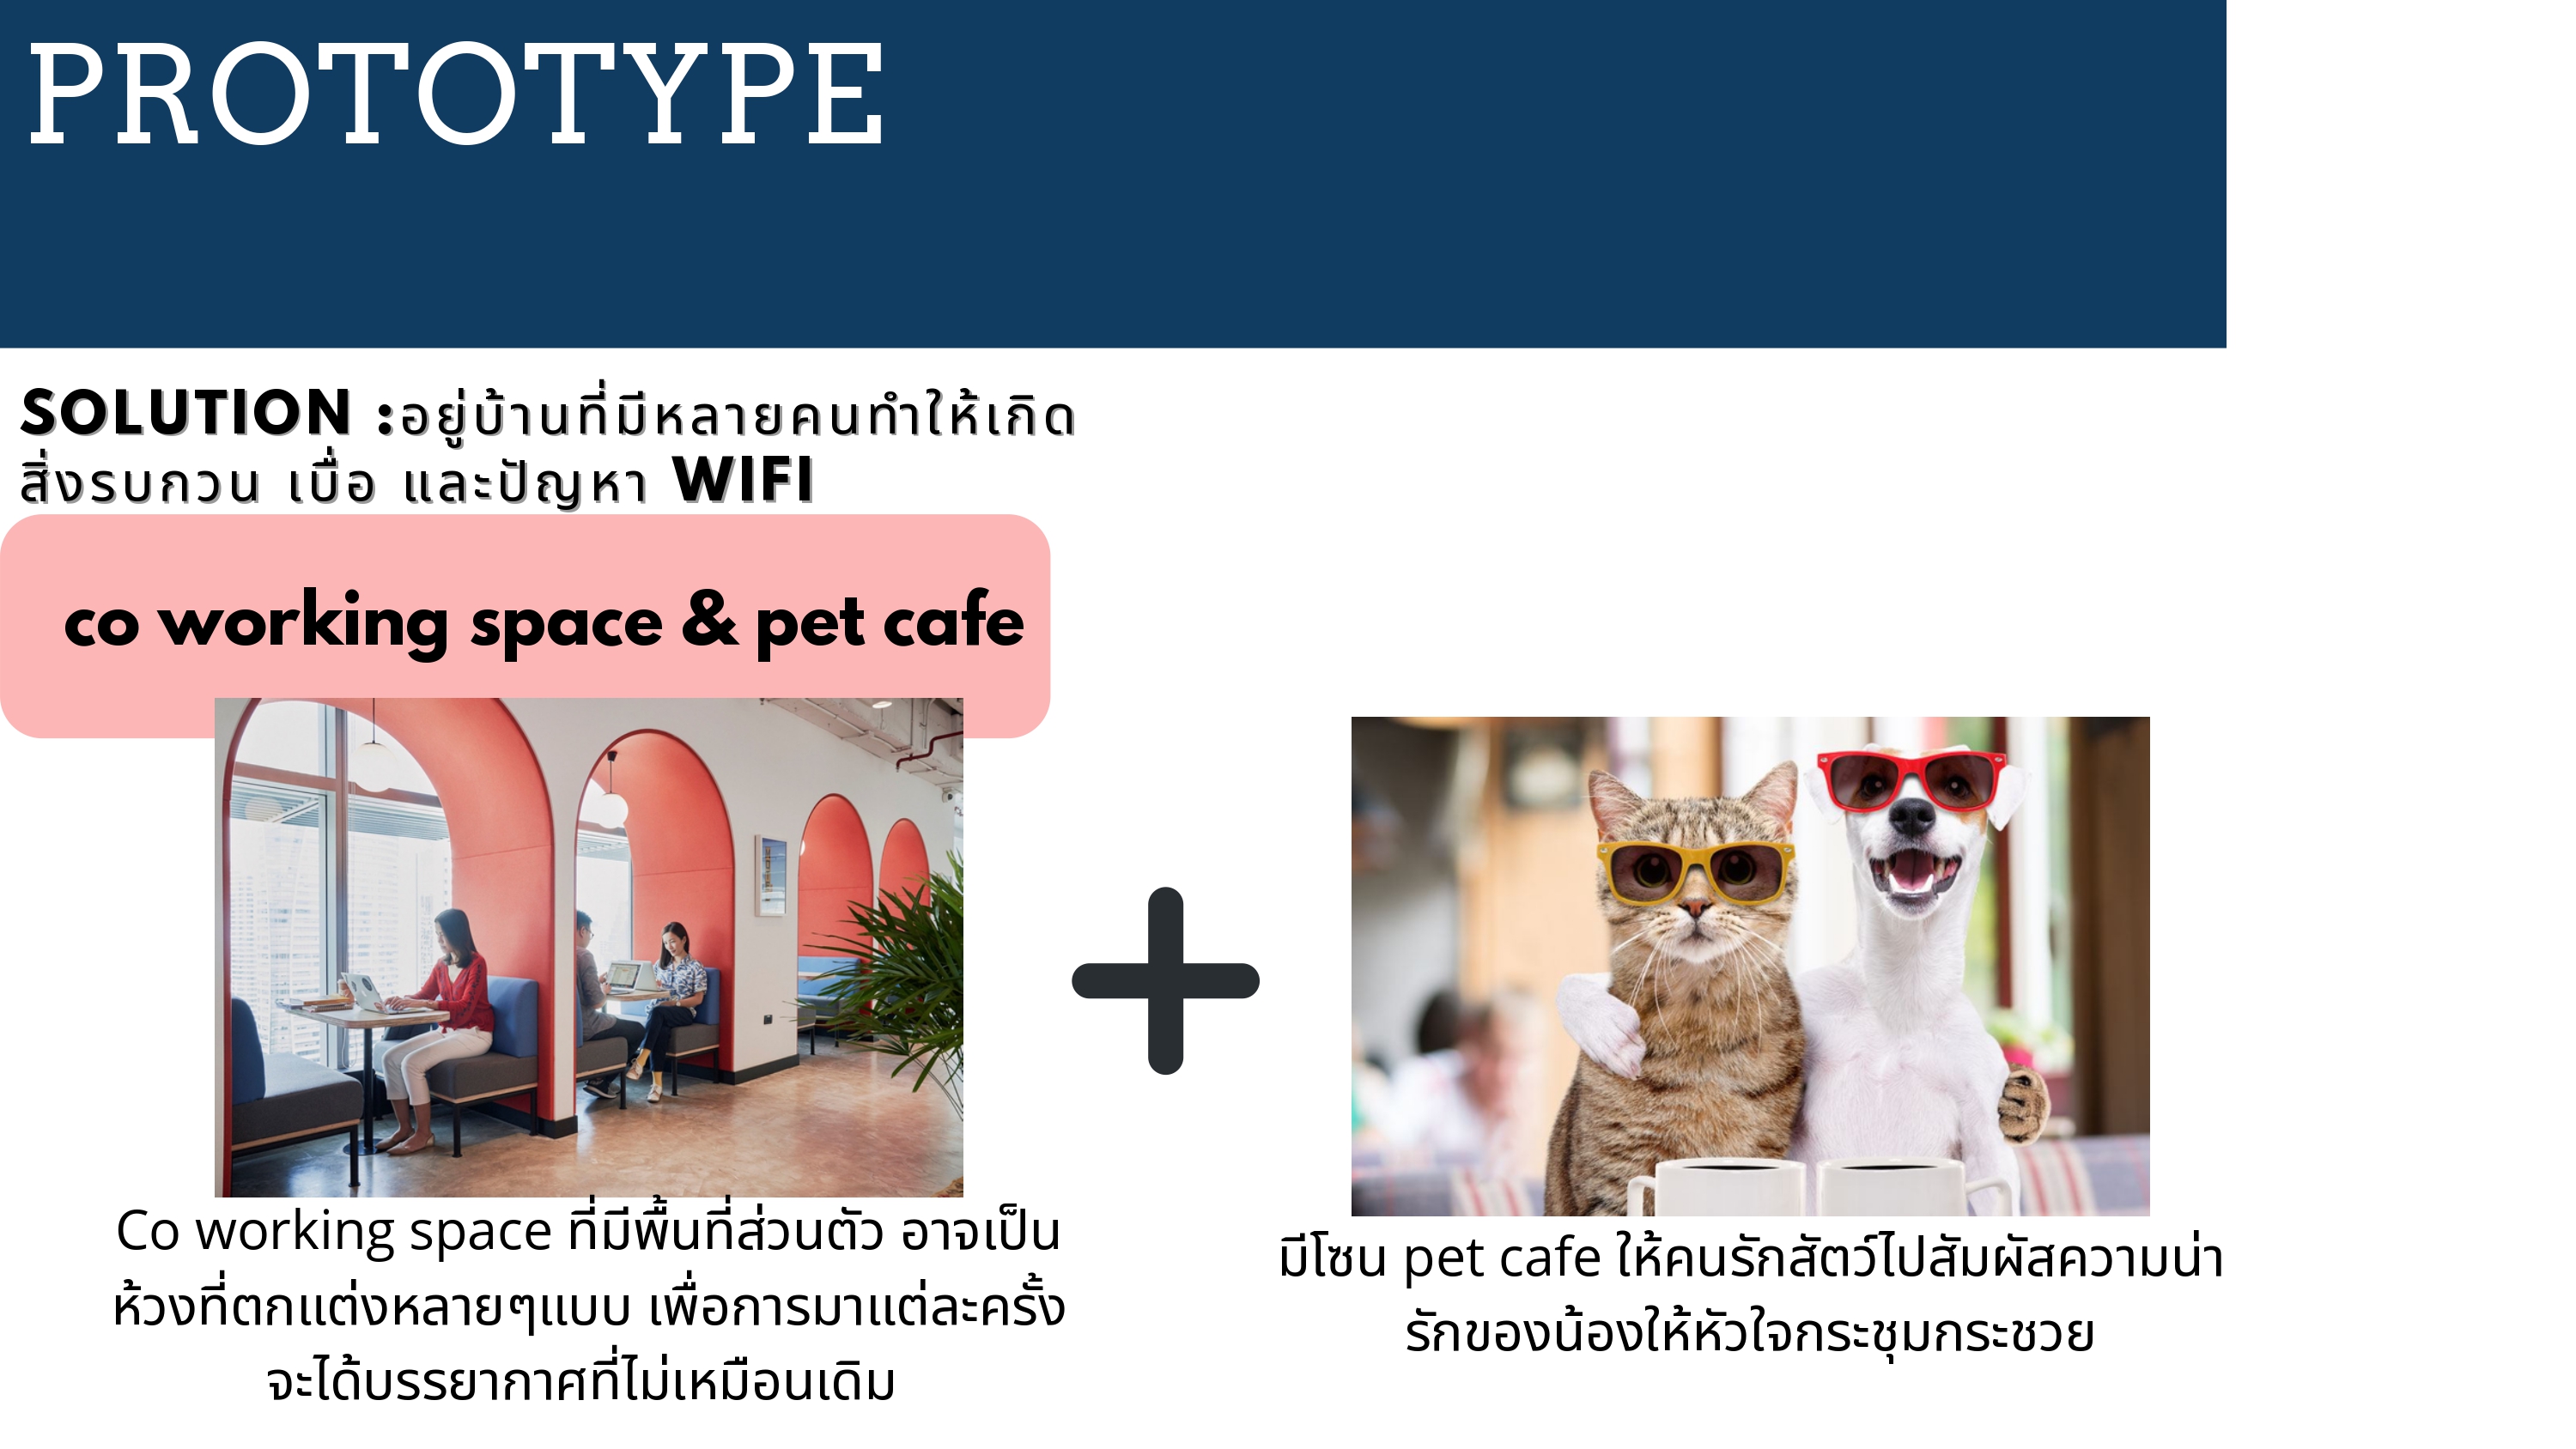 PROTOTYPE
SOLUTION :อยู่บ้านที่มีหลายคนทำให้เกิด
สิ่งรบกวน เบื่อ และปัญหา WIFI
co working space & pet cafe
Co working space ที่มีพื้นที่ส่วนตัว อาจเป็น
ห้วงที่ตกแต่งหลายๆแบบ เพื่อการมาแต่ละครั้ง
จะได้บรรยากาศที่ไม่เหมือนเดิม
มีโซน pet cafe ให้คนรักสัตว์ไปสัมผัสความน่า
รักของน้องให้หัวใจกระชุมกระชวย